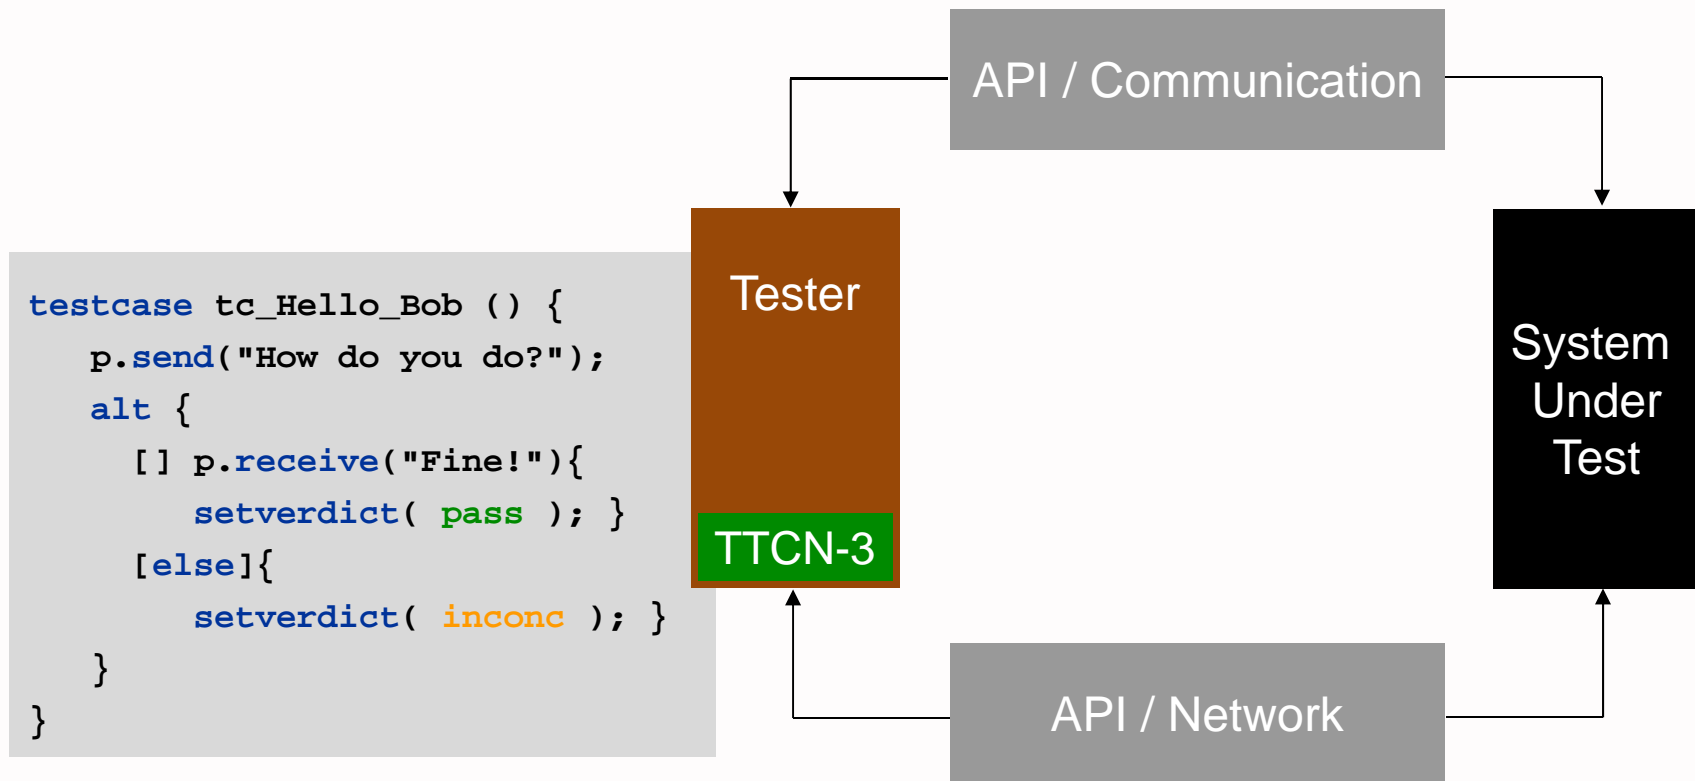 API / Communication
testcase tc_Hello_Bob () {
   p.send("How do you do?");
   alt {
     [] p.receive("Fine!"){
        setverdict( pass ); }
     [else]{
        setverdict( inconc ); }
   }
}
Tester
TTCN-3
System
Under
Test
API / Network